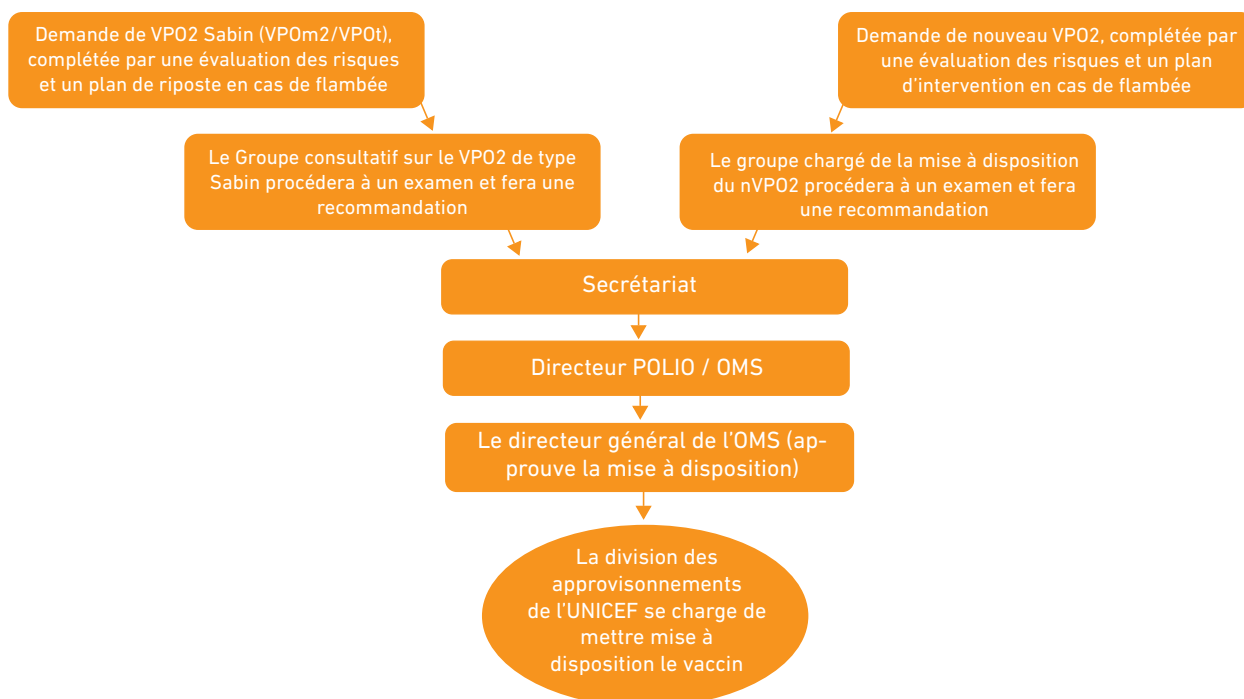 Demande de VPO2 Sabin (VPOm2/VPOt),
complétée par une évaluation des risques
et un plan de riposte en cas de flambée
Demande de nouveau VPO2, complétée par
une évaluation des risques et un plan
d’intervention en cas de flambée
Le Groupe consultatif sur le VPO2 de type
Sabin procédera à un examen et fera une
recommandation
Le groupe chargé de la mise à disposition
du nVPO2 procédera à un examen et fera
une recommandation
Secrétariat
Directeur POLIO / OMS
Le directeur général de l’OMS (ap-
prouve la mise à disposition)
La division des
approvisonnements
de l’UNICEF se charge de
mettre mise à
disposition le vaccin